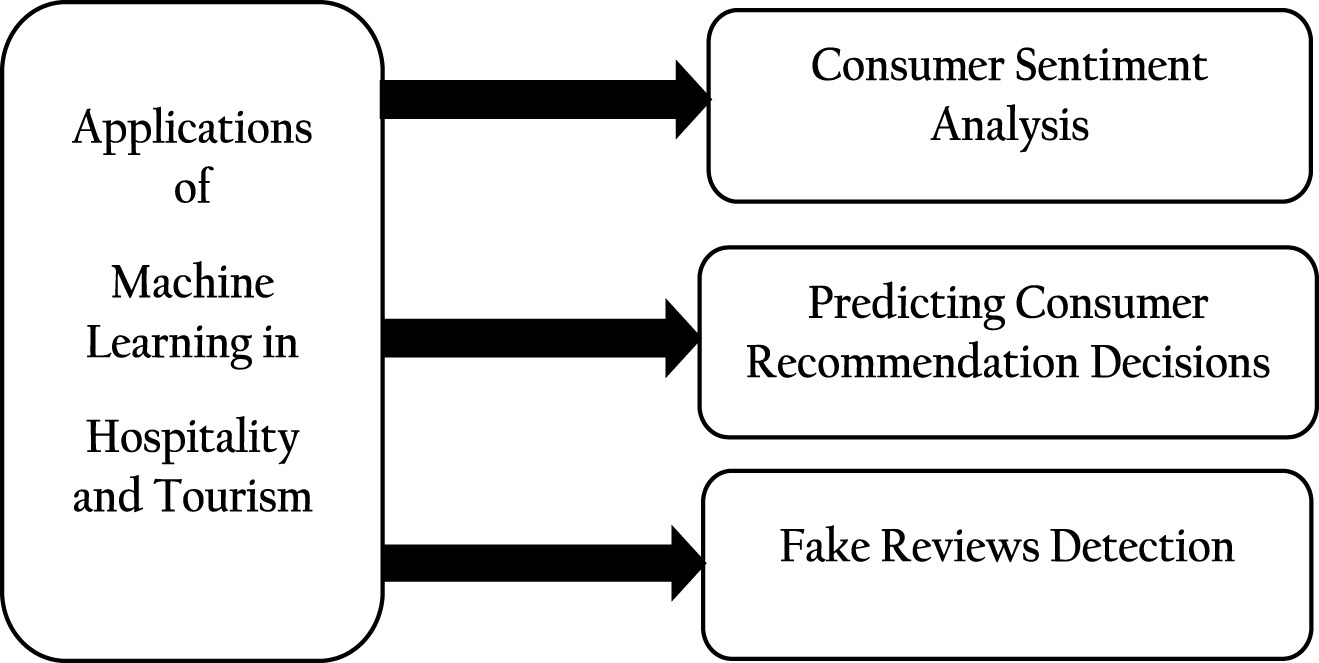 Applications
of
Machine
Learning in
Hospitality
and Tourism
Consumer Sentiment
Analysis
Predicting Consumer
Recommendation Decisions
Fake Reviews Detection